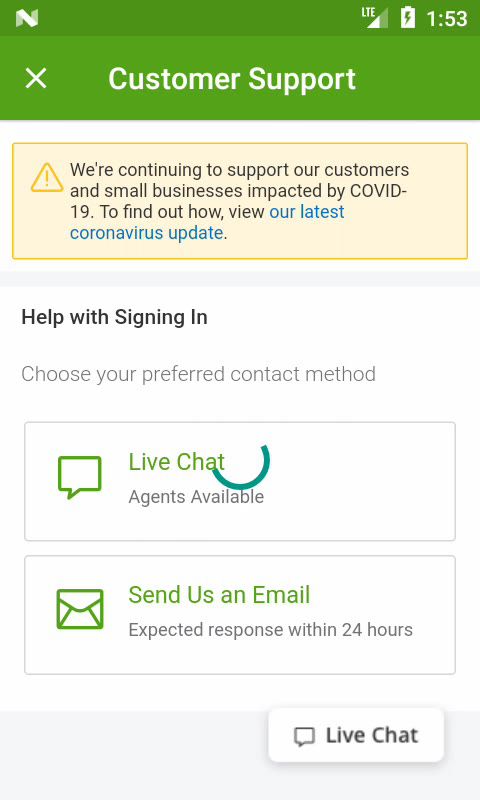 LTE 1:53
Customer Support
We're continuing to support our customers
and small businesses impacted by COVID-
19. To find out how, view our latest
coronavirus update.
Help with Signing In
Choose your preferred contact method
Live Chat
Agents Available
Send Us an Email
Expected response within 24 hours
Live Chat